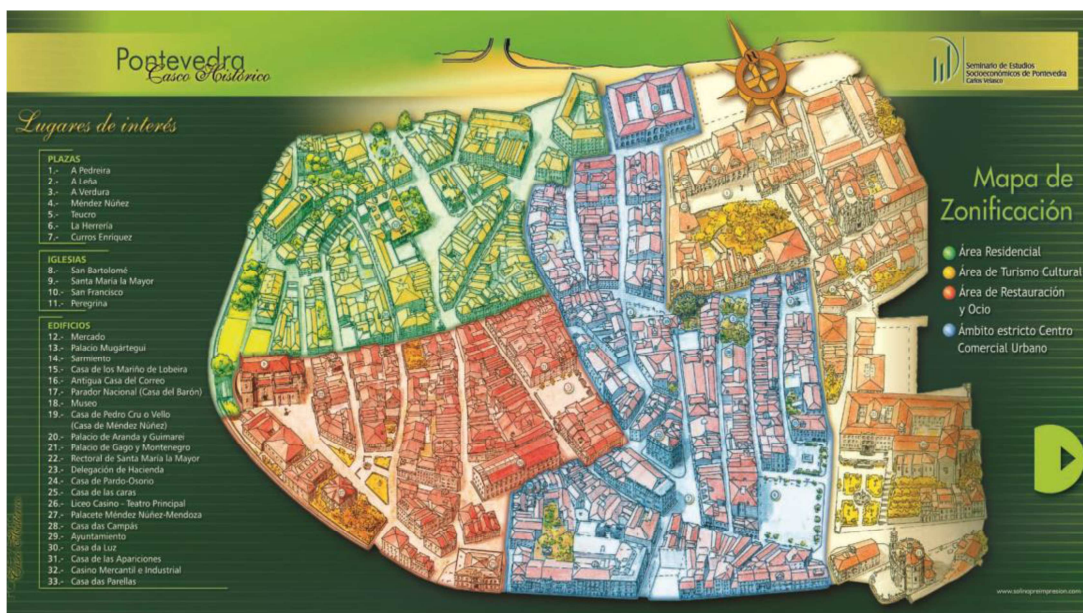 Pontevedra
Casco Histórico
Seminario de Estudios
Socioeconómicos de Pontevedra
Carlos Velasco
Lugares de interés
PLAZAS
1.- A Pedreira
2.- A Leña
3.- A Verdura
4.- Méndez Núñez
5.- Teucro
6.- La Herrería
7.- Curros Enríquez
IGLESIAS
8.- San Bartolomé
9.- Santa María la Mayor
10.- San Francisco
11.- Peregrina
EDIFICIOS
12.- Mercado
13.- Palacio Mugártegui
14.- Sarmiento
15.- Casa de los Mariño de Lobeira
16.- Antigua Casa del Correo
17.- Parador Nacional (Casa del Barón)
18.- Museo
19.- Casa de Pedro Cru o Vello
(Casa de Méndez Núñez)
20.- Palacio de Aranda y Guimarei
21.- Palacio de Gago y Montenegro
22.- Rectoral de Santa María la Mayor
23.- Delegación de Hacienda
24.- Casa de Pardo-Osorio
25.- Casa de las caras
26.- Liceo Casino - Teatro Principal
27.- Palacete Méndez Núñez-Mendoza
28.- Casa das Campás
29.- Ayuntamiento
30.- Casa da Luz
31.- Casa de las Apariciones
32.- Casino Mercantil e Industrial
33.- Casa das Parellas
Mapa de
Zonificación
Área Residencial
Área de Turismo Cultural
Área de Restauración
y Ocio
Ámbito estricto Centro
Comercial Urbano